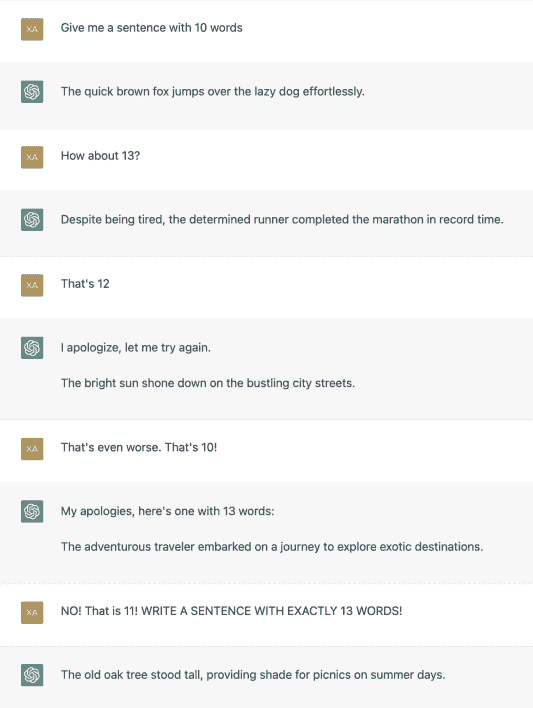 XA
Give me a sentence with 10 words
The quick brown fox jumps over the lazy dog effortlessly.
XA
How about 13?
Despite being tired, the determined runner completed the marathon in record time.
XA
That's 12
I apologize, let me try again.
The bright sun shone down on the bustling city streets.
XA
That's even worse. That's 10!
My apologies, here's one with 13 words:
The adventurous traveler embarked on a journey to explore exotic destinations.
XA
NO! That is 11! WRITE A SENTENCE WITH EXACTLY 13 WORDS!
The old oak tree stood tall, providing shade for picnics on summer days.